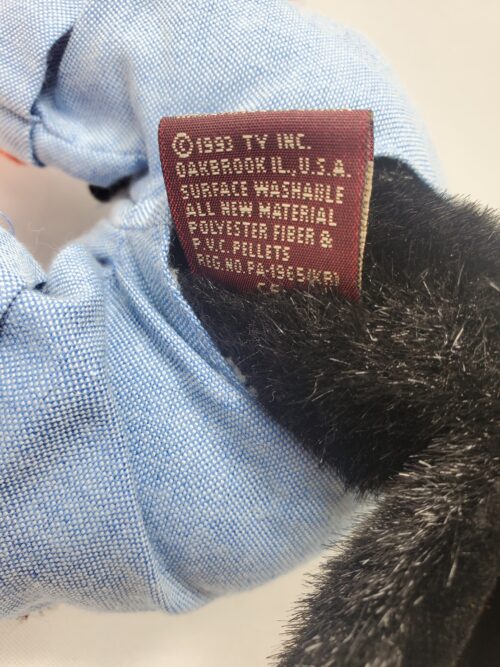 ©1993 TY INC.
OAKBROOK IL, U.S.A.
SURFACE WASHABLE
ALL NEW MATERIAL
POLYESTER FIBER &
P.V.C. PELLETS
REG.NO.PA-1965(KR)